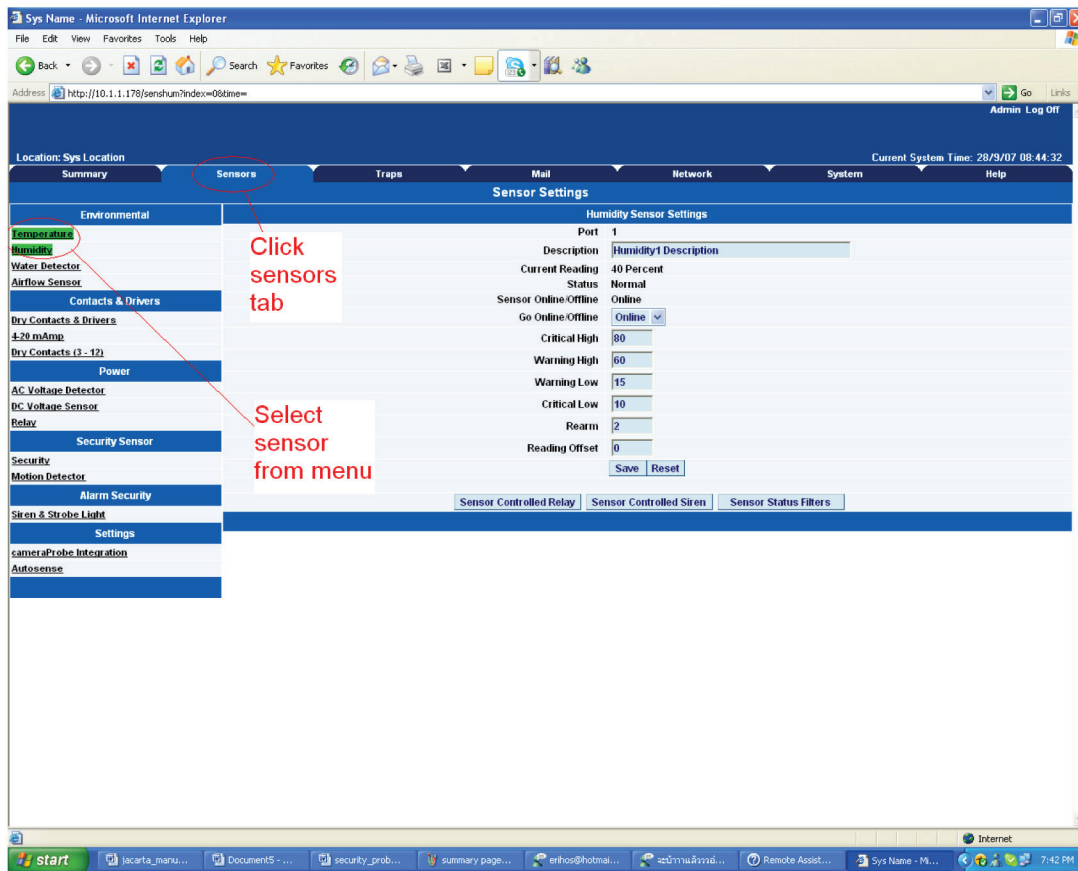 Sys Name - Microsoft Internet Explorer
File Edit View Favorites Tools Help
Back Search Favorites
Address http://10.1.1.178/senshum?index=0&time= Go Links
Admin Log Off
Location: Sys Location Current System Time: 28/9/07 08:44:32
Summary Sensors Traps Mail Network System Help
Sensor Settings
Environmental
Temperature
Humidity
Water Detector
Airflow Sensor
Contacts & Drivers
Dry Contacts & Drivers
4-20 mAmp
Dry Contacts (3 - 12)
Power
AC Voltage Detector
DC Voltage Sensor
Relay
Security Sensor
Security
Motion Detector
Alarm Security
Siren & Strobe Light
Settings
cameraProbe Integration
Autosense
Click
sensors
tab
Select
sensor
from menu
Humidity Sensor Settings
Port 1
Description Humidity1 Description
Current Reading 40 Percent
Status Normal
Sensor Online/Offline Online
Go Online/Offline Online
Critical High 80
Warning High 60
Warning Low 15
Critical Low 10
Rearm 2
Reading Offset 0
Save Reset
Sensor Controlled Relay Sensor Controlled Siren Sensor Status Filters
Internet
start jacarta_manu... Document5 - ... security_prob... summary page... erihos@hotmai... Remote Assist... Sys Name - Mi... 7:42 PM